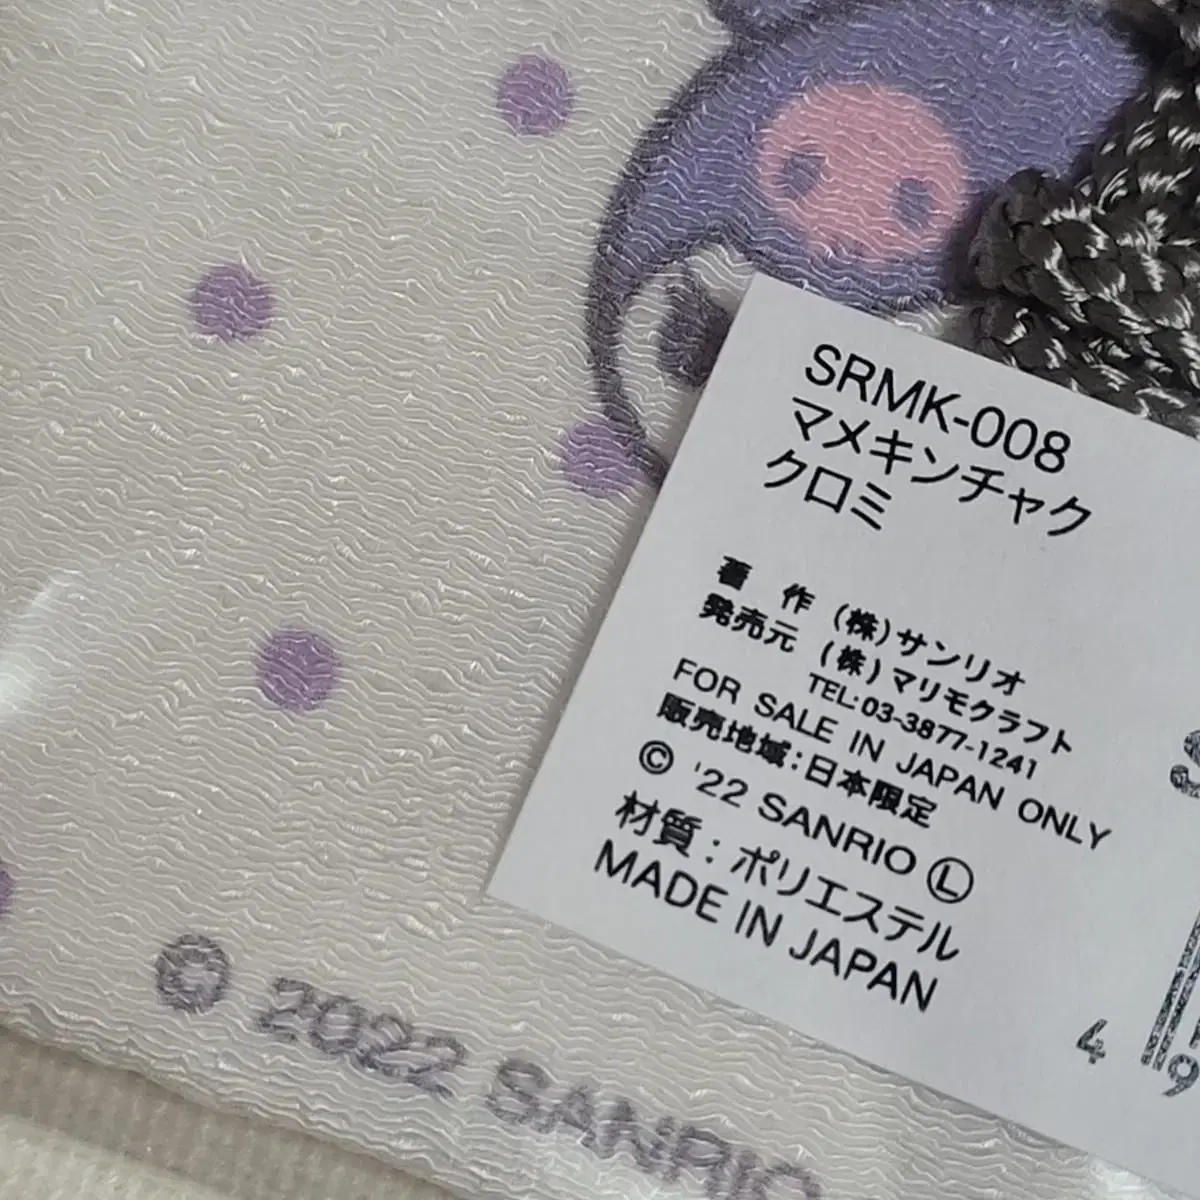 SRMK-008
マメキンチャク
クロミ
著 作 (株)サンリオ
発売元 (株)マリモクラフト
TEL:03-3877-1241
FOR SALE IN JAPAN ONLY
販売地域:日本限定
© '22 SANRIO Ⓛ
材質:ポリエステル
MADE IN JAPAN
4 9
© 2022 SANRIO